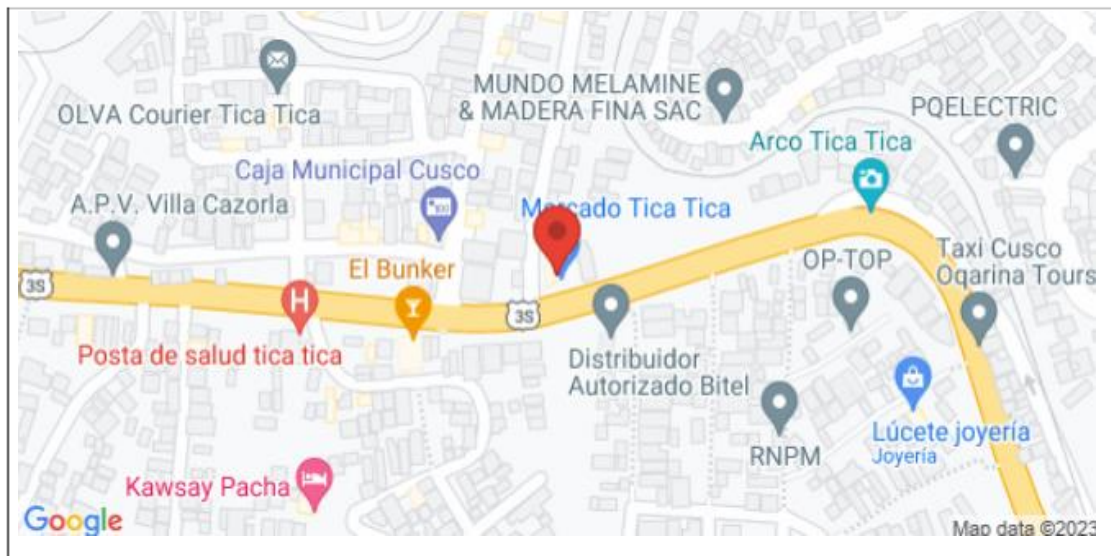 OLVA Courier Tica Tica
MUNDO MELAMINE
& MADERA FINA SAC
PQELECTRIC
Arco Tica Tica
Caja Municipal Cusco
A.P.V. Villa Cazorla
Mercado Tica Tica
El Bunker
OP-TOP
Taxi Cusco
Oqarina Tours
3S
3S
H
Posta de salud tica tica
Distribuidor
Autorizado Bitel
Lúcete joyería
Joyería
RNPM
Kawsay Pacha
Google
Map data ©2023